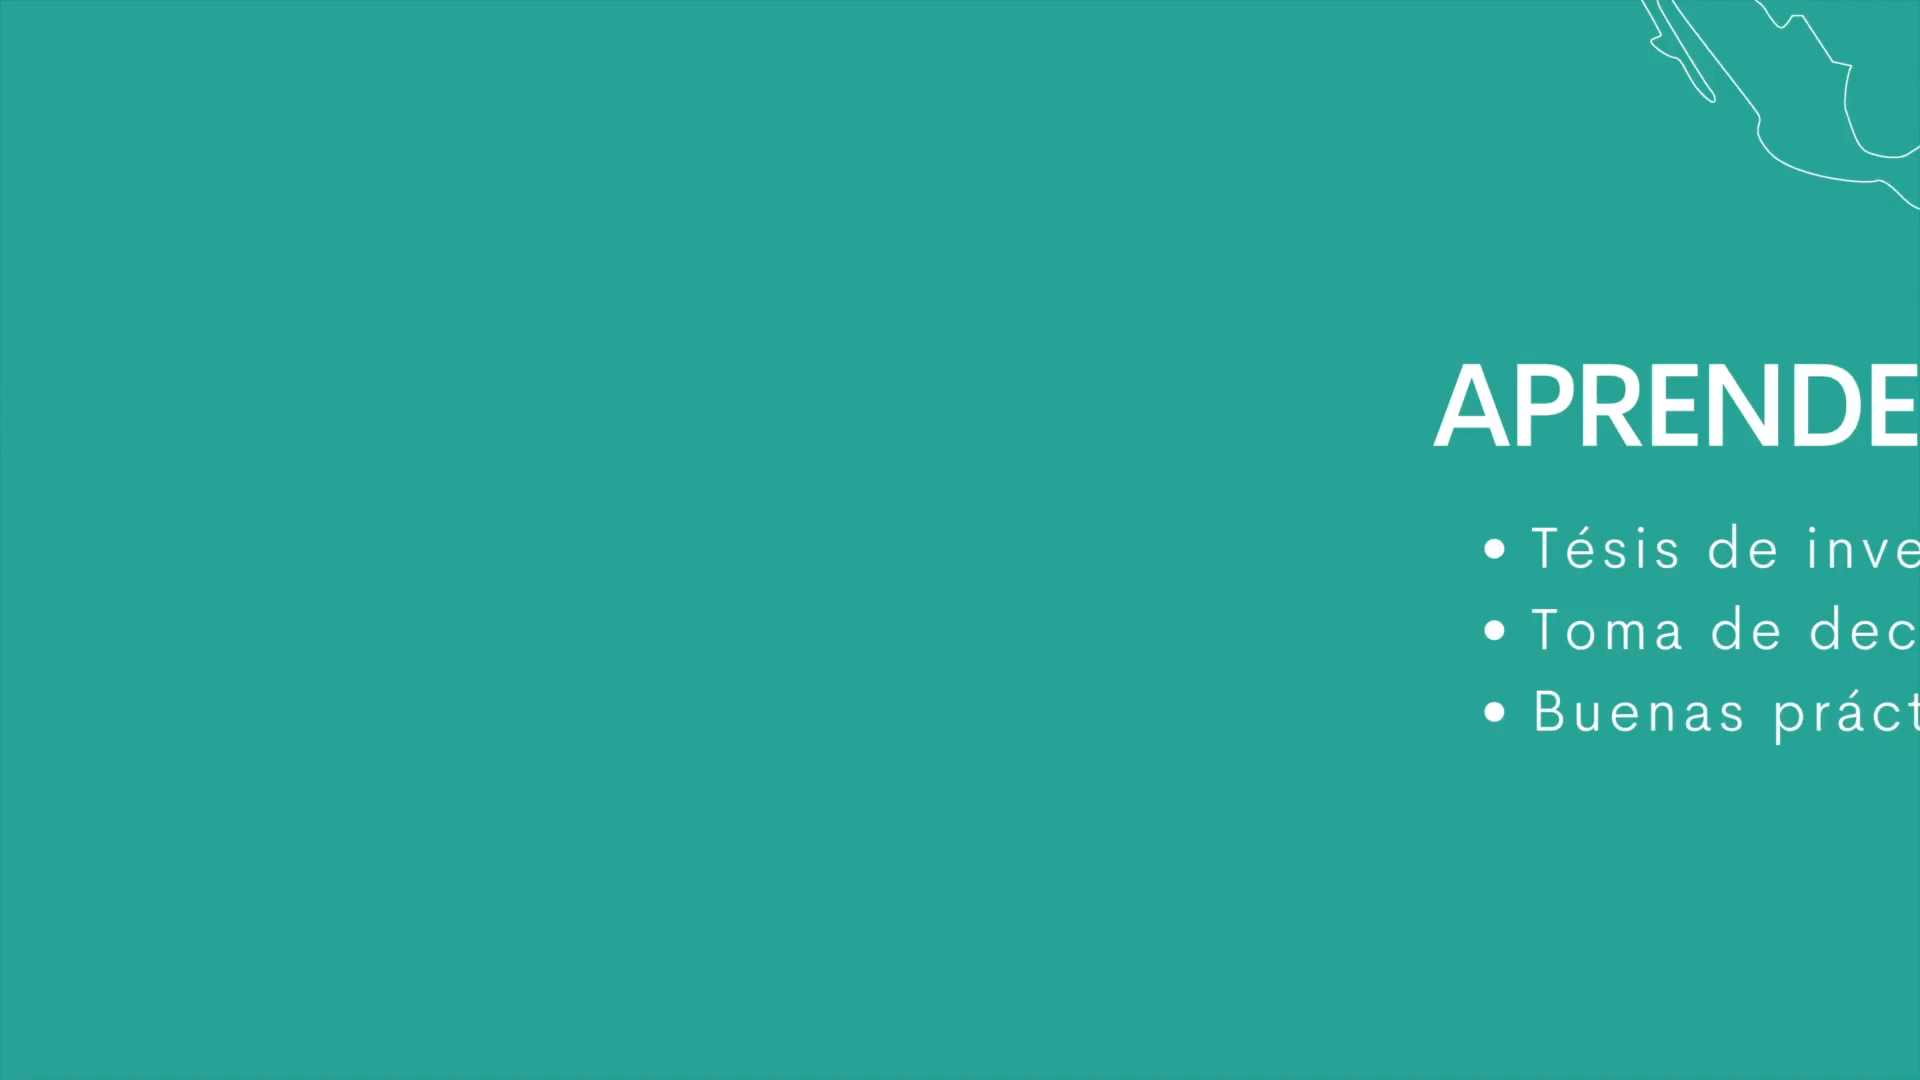 APRENDE
• Tésis de inve
• Toma de dec
• Buenas práct